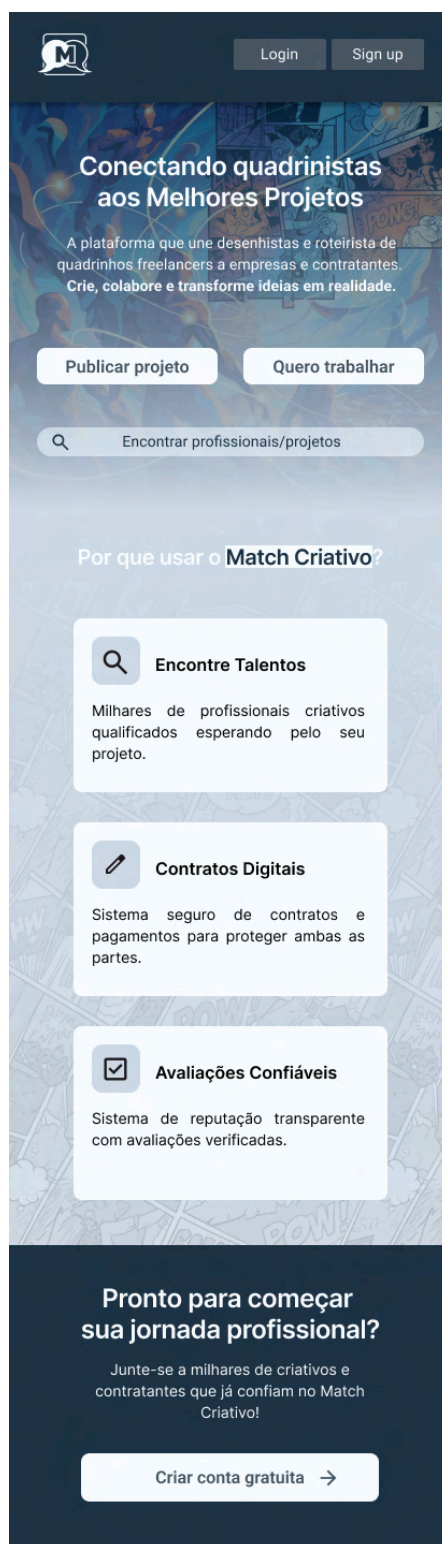 M
Login
Sign up
Conectando quadrinistas
aos Melhores Projetos
A plataforma que une desenhistas e roteirista de
quadrinhos freelancers a empresas e contratantes.
Crie, colabore e transforme ideias em realidade.
PONG!
Publicar projeto
Quero trabalhar
Encontrar profissionais/projetos
Por que usar o Match Criativo?
Encontre Talentos
Milhares de profissionais criativos
qualificados esperando pelo seu
projeto.
Contratos Digitais
Sistema seguro de contratos e
pagamentos para proteger ambas as
partes.
Avaliações Confiáveis
Sistema de reputação transparente
com avaliações verificadas.
POW!
Pronto para começar
sua jornada profissional?
Junte-se a milhares de criativos e
contratantes que já confiam no Match
Criativo!
Criar conta gratuita